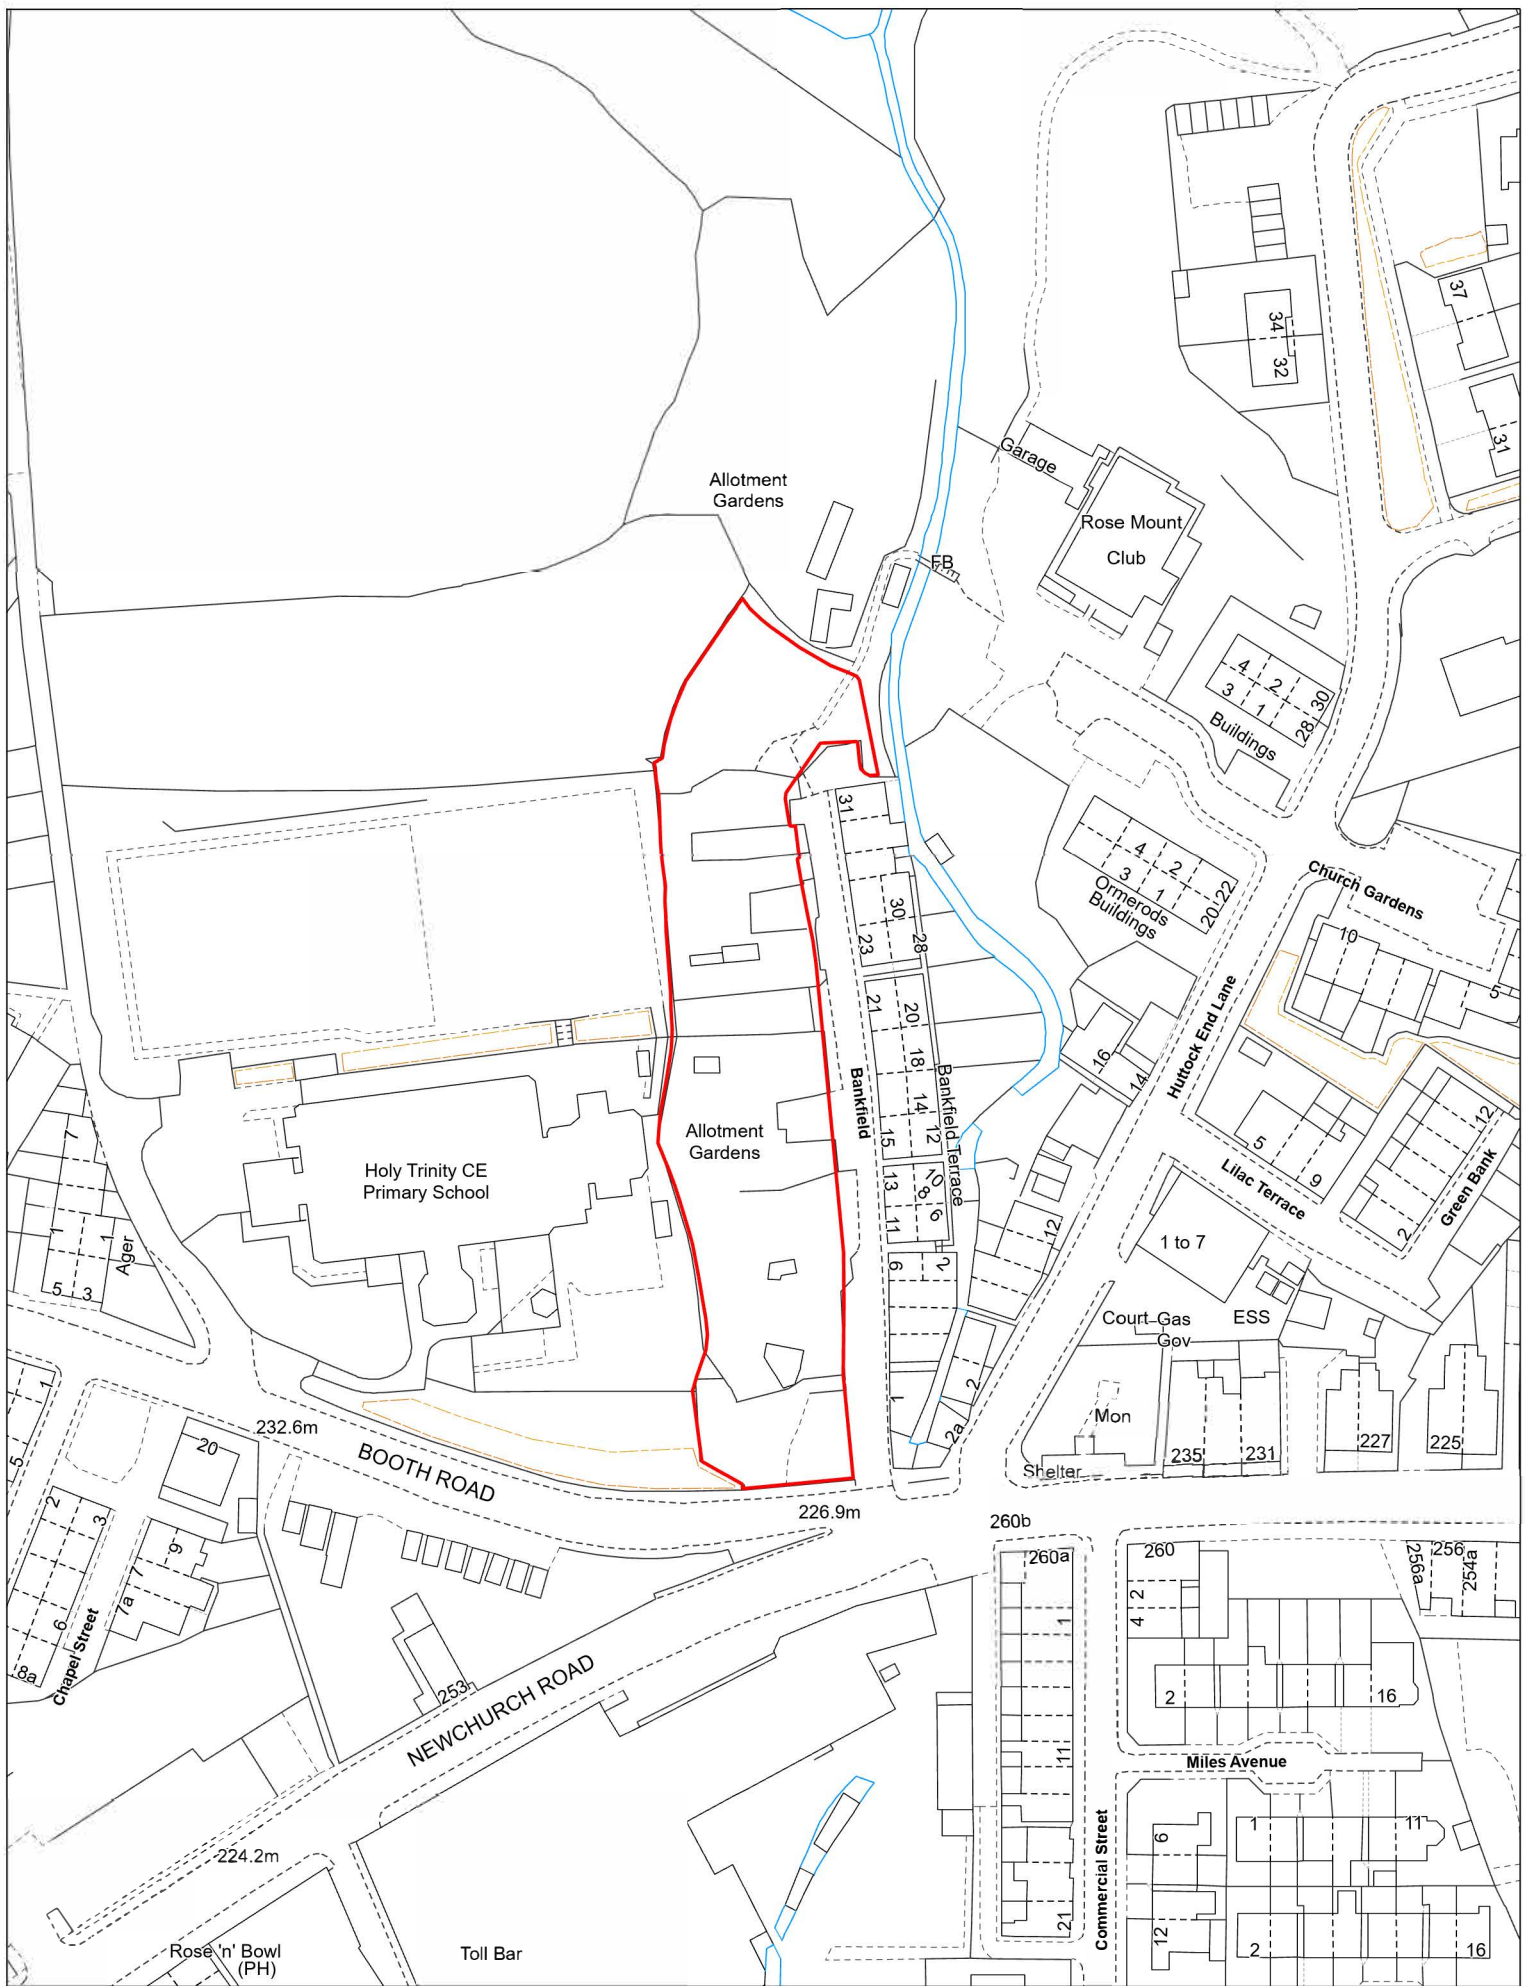 37
34
32
31
Allotment
Gardens
Garage
Rose Mount
Club
FB
4
2
3
1
30
28
Buildings
31
4
2
3
1
22
20
Ormerods
Buildings
Church Gardens
10
5
30
28
23
21
20
18
14
12
15
Bankfield
Bankfield Terrace
16
14
Huttock End Lane
12
5
9
Lilac Terrace
2
Green Bank
Allotment
Gardens
Holy Trinity CE
Primary School
7
1
1
5
3
Ager
13
11
10
8
6
9
2
12
1 to 7
Court
Gas
Gov
ESS
1
2
2a
Mon
Shelter
235
231
227
225
232.6m
BOOTH ROAD
226.9m
1
5
20
2
3
9
7
7a
6
8a
Chapel Street
253
NEWCHURCH ROAD
260b
260a
260
2
4
1
11
21
256a
256
254a
2
16
Miles Avenue
Commercial Street
6
12
1
11
2
16
224.2m
Rose 'n' Bowl
(PH)
Toll Bar